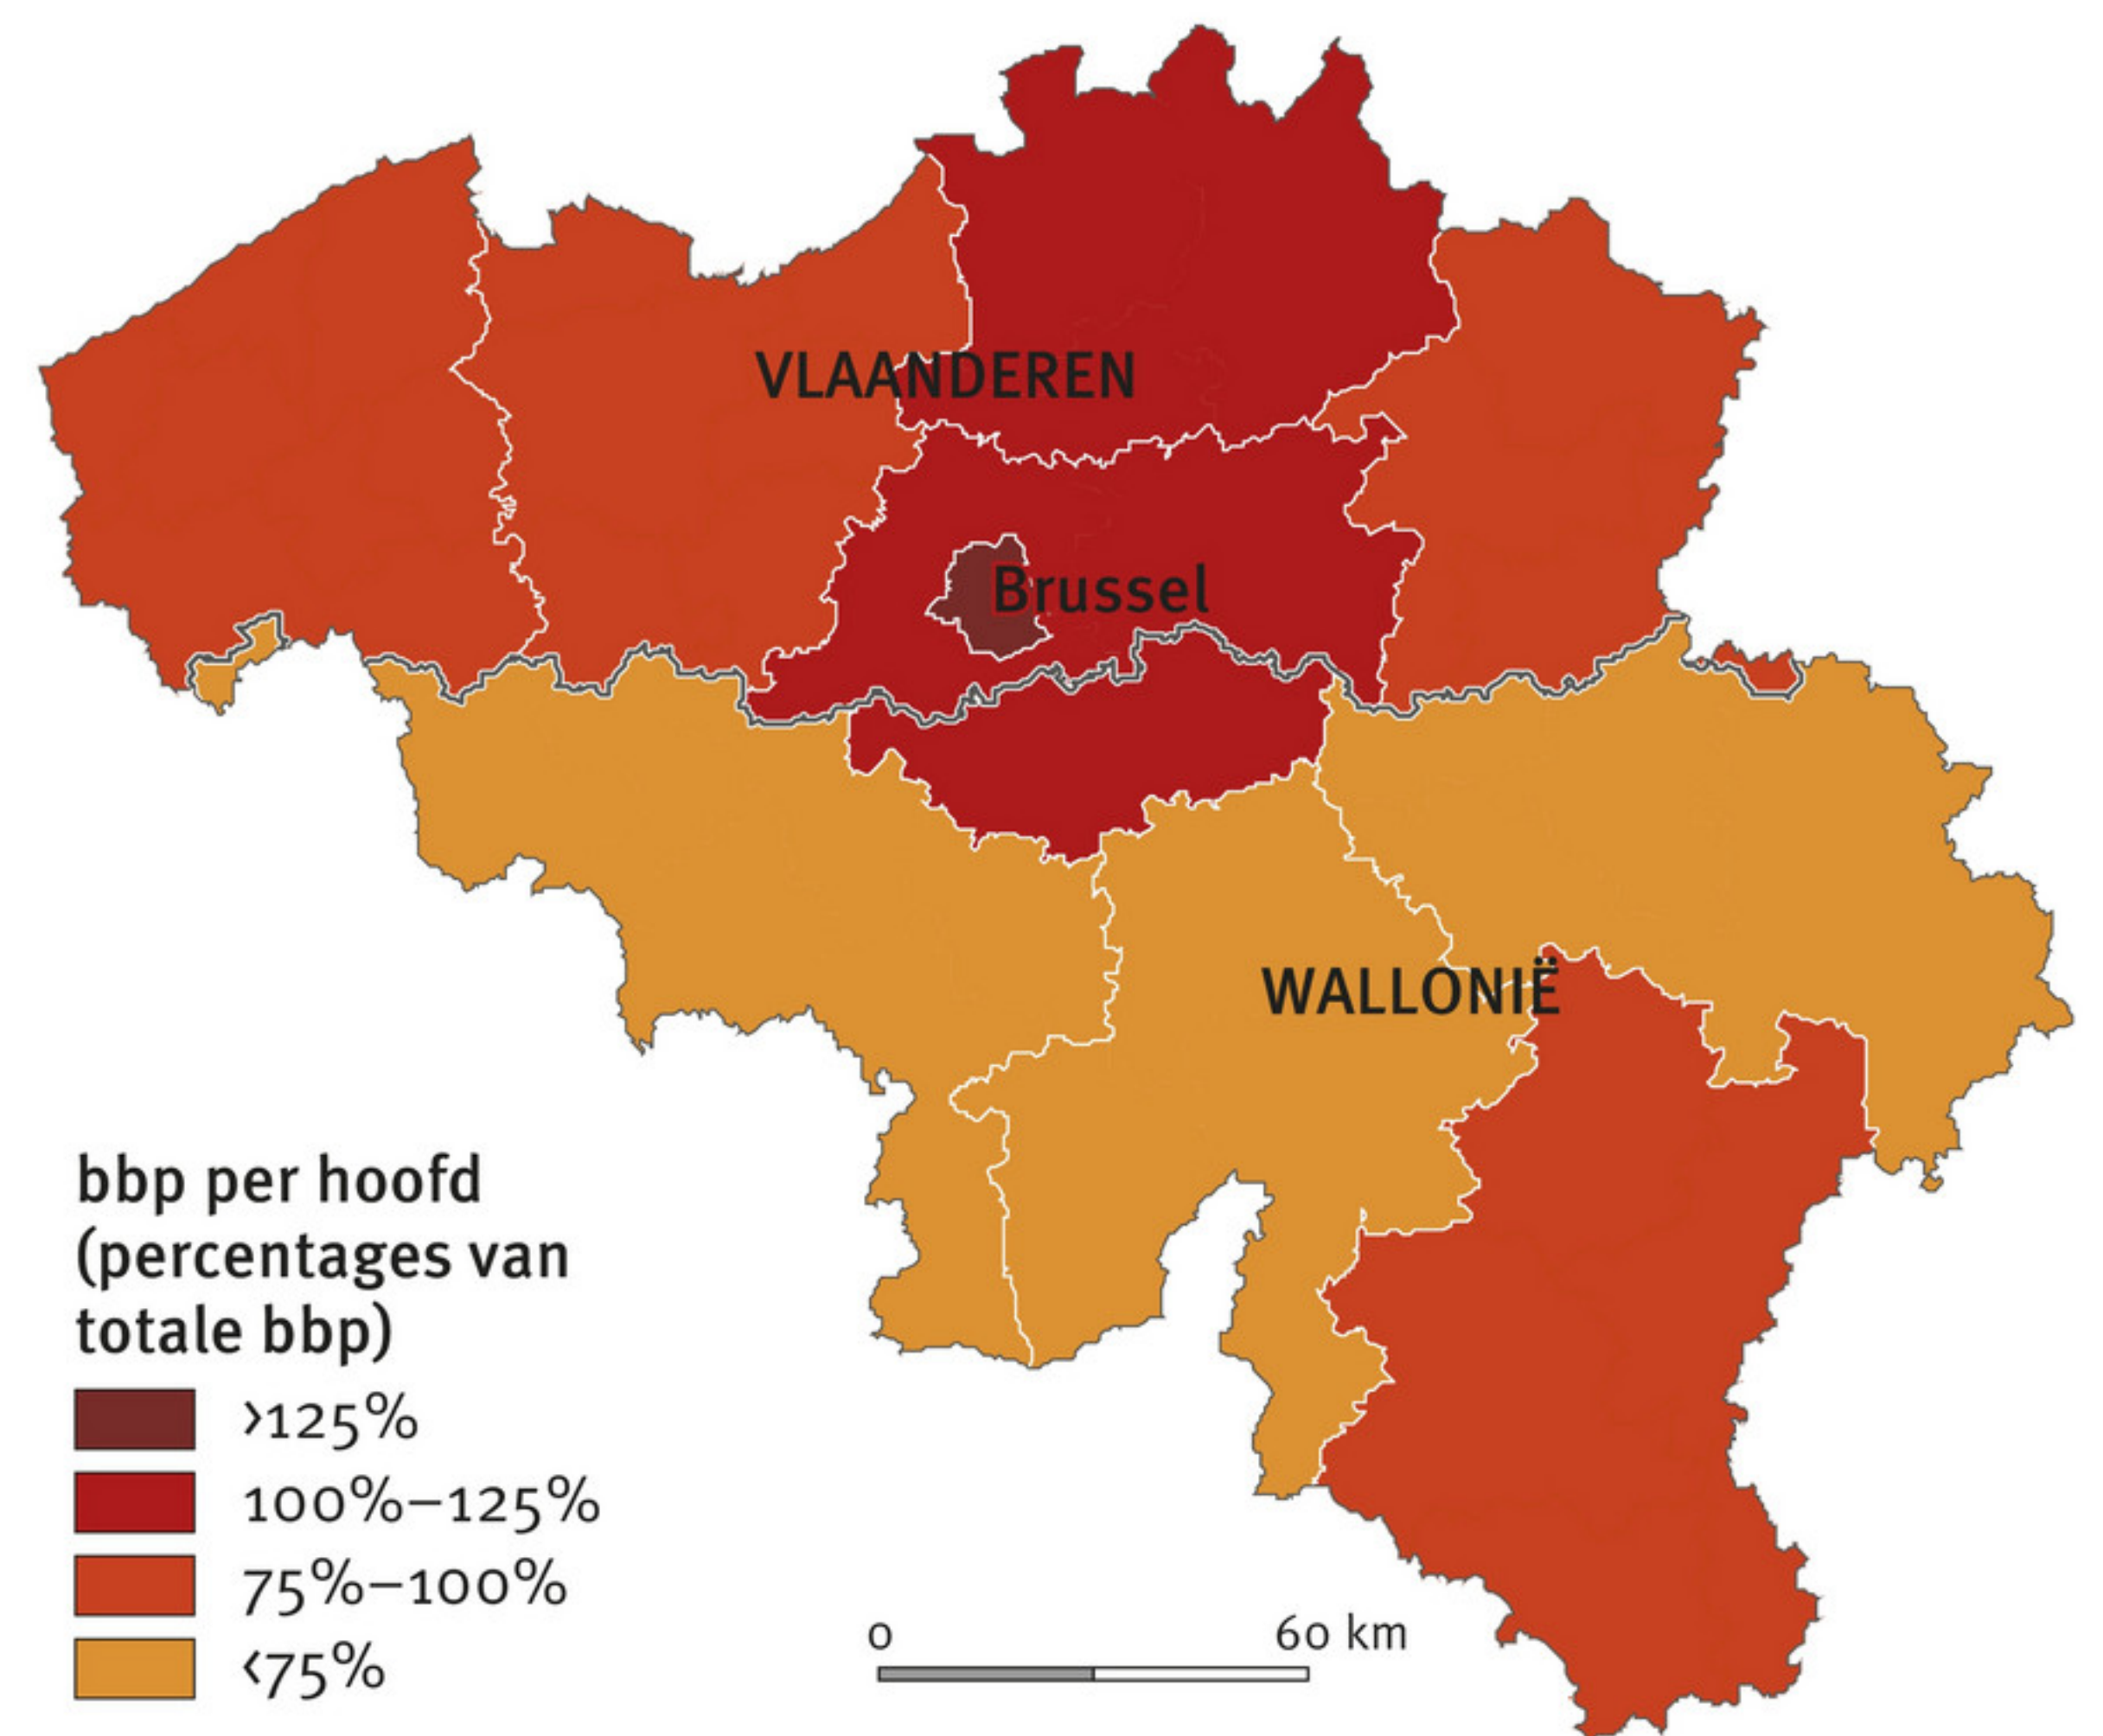 VLAANDEREN
Brussel
WALLONIË
bbp per hoofd
(percentages van
totale bbp)
>125%
100%–125%
75%–100%
<75%
0 60 km